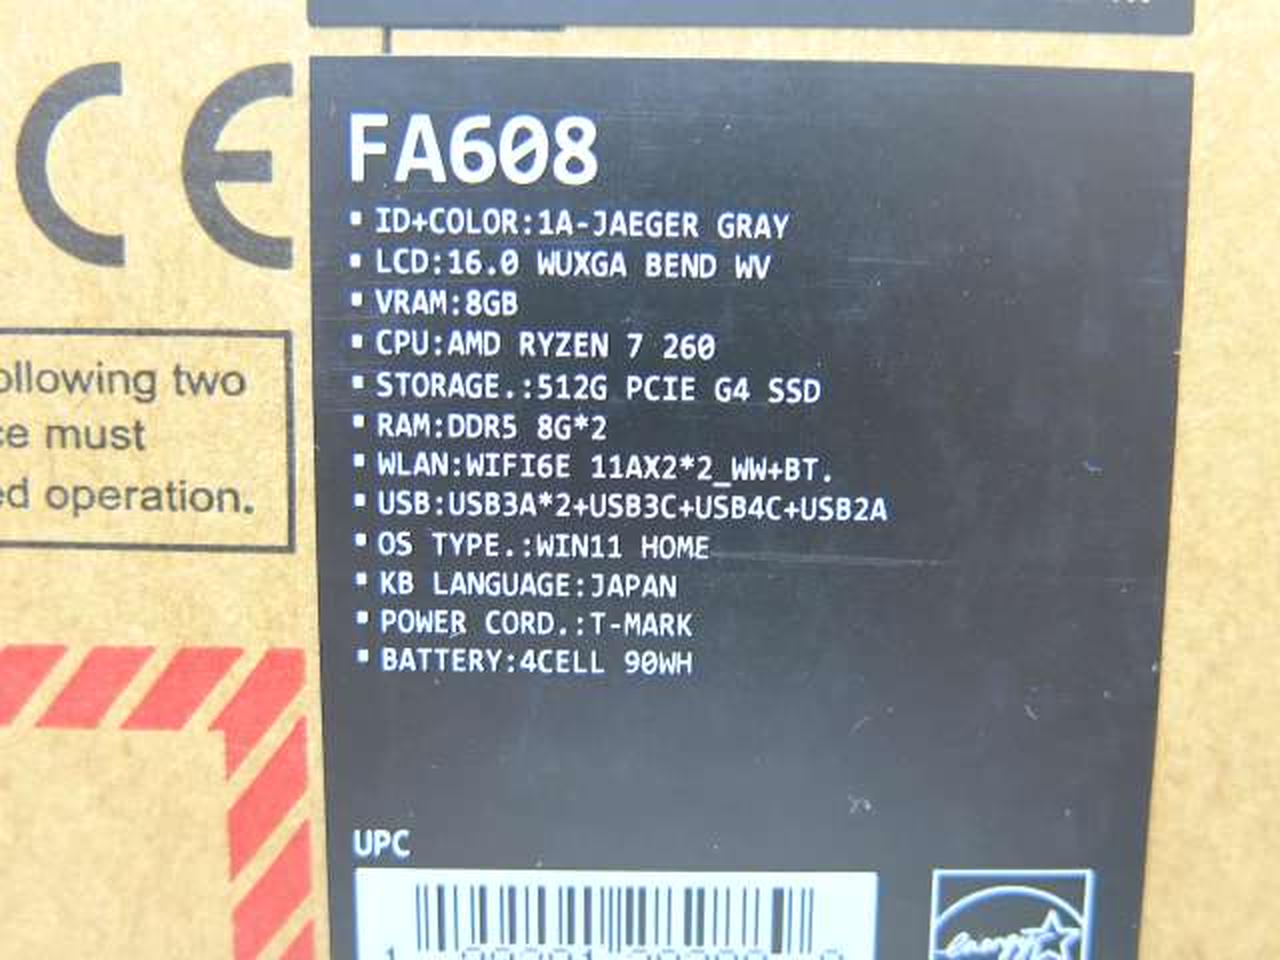 CE
ollowing two
ce must
ed operation.
FA608
▪ ID+COLOR:1A-JAEGER GRAY
▪ LCD:16.0 WUXGA BEND WV
▪ VRAM:8GB
▪ CPU:AMD RYZEN 7 260
▪ STORAGE.:512G PCIE G4 SSD
▪ RAM:DDR5 8G*2
▪ WLAN:WIFI6E 11AX2*2_WW+BT.
▪ USB:USB3A*2+USB3C+USB4C+USB2A
▪ OS TYPE.:WIN11 HOME
▪ KB LANGUAGE:JAPAN
▪ POWER CORD.:T-MARK
▪ BATTERY:4CELL 90WH
UPC
energy